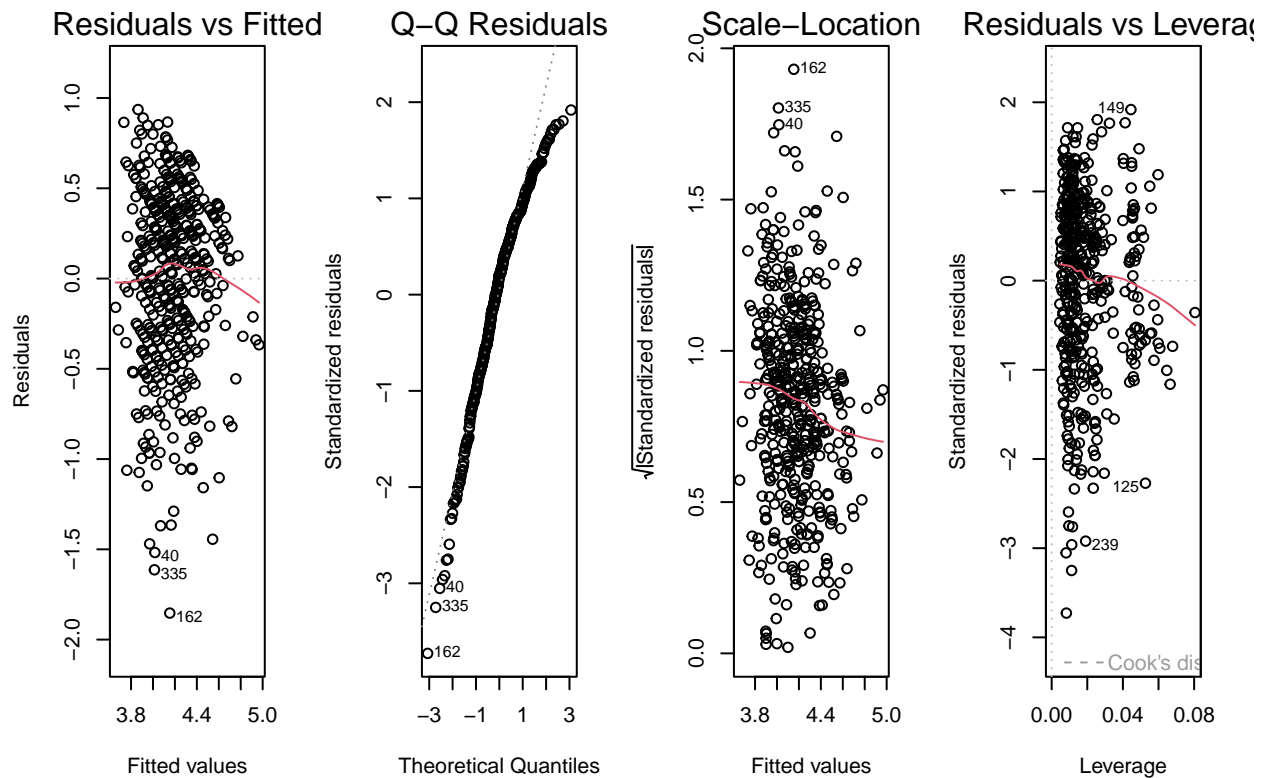 Residuals vs Fitted
Residuals
1.0
0.5
0.0
−0.5
−1.0
−1.5
−2.0
40
335
162
3.8 4.4 5.0
Fitted values
Q−Q Residuals
Standardized residuals
2
1
0
−1
−2
−3
40
335
162
−3 −1 1 3
Theoretical Quantiles
Scale−Location
√|Standardized residuals|
2.0
1.5
1.0
0.5
0.0
162
335
40
3.8 4.4 5.0
Fitted values
Residuals vs Leverag
Standardized residuals
2
1
0
−1
−2
−3
−4
149
125
239
Cook's dis
0.00 0.04 0.08
Leverage